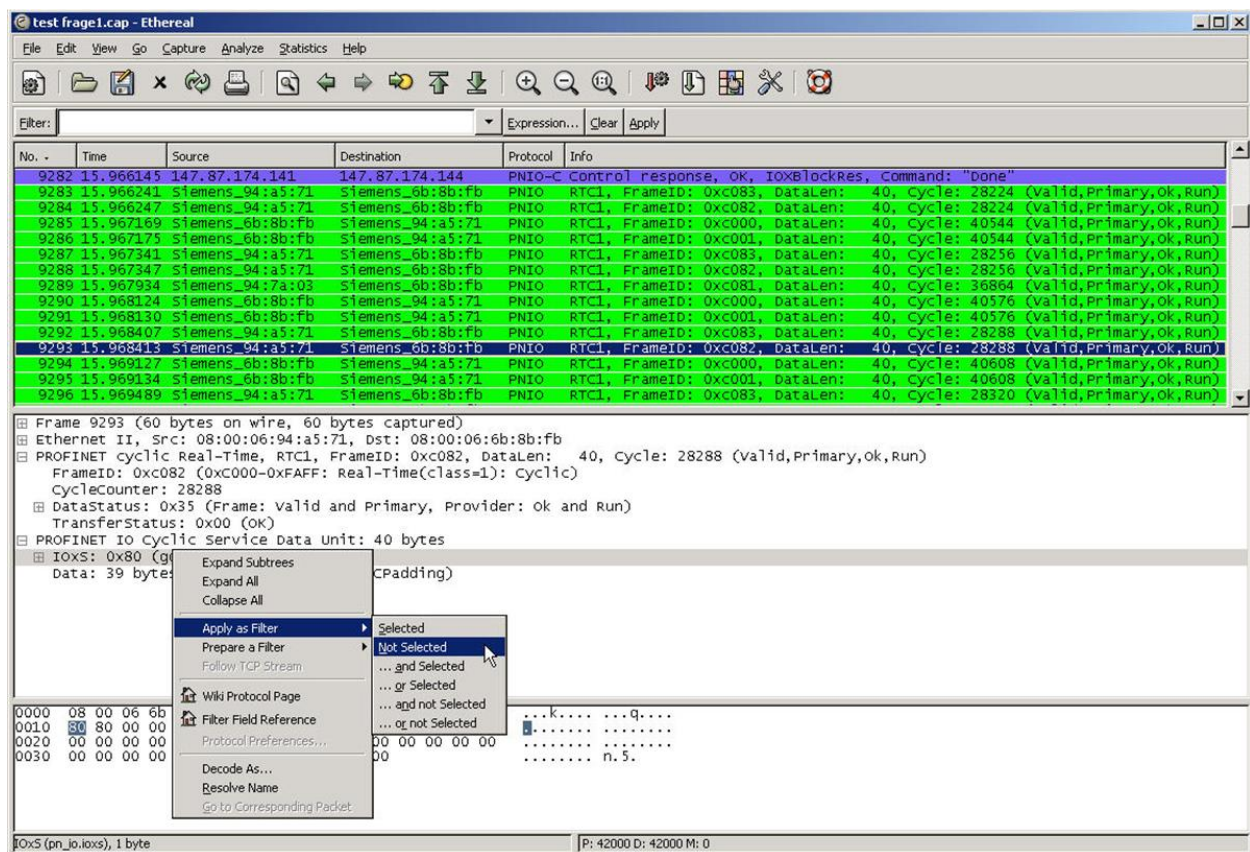 test frage1.cap - Ethereal
File Edit View Go Capture Analyze Statistics Help
Filter: Expression... Clear Apply
No. - Time Source Destination Protocol Info
9282 15.966145 147.87.174.141 147.87.174.144 PNIO-C Control response, OK, IOXBlockRes, Command: "Done"
9283 15.966241 Siemens_94:a5:71 Siemens_6b:8b:fb PNIO RTC1, FrameID: 0xc083, DataLen: 40, Cycle: 28224 (Valid,Primary,Ok,Run)
9284 15.966247 Siemens_94:a5:71 Siemens_6b:8b:fb PNIO RTC1, FrameID: 0xc082, DataLen: 40, Cycle: 28224 (Valid,Primary,Ok,Run)
9285 15.967169 Siemens_6b:8b:fb Siemens_94:a5:71 PNIO RTC1, FrameID: 0xc000, DataLen: 40, Cycle: 40544 (Valid,Primary,Ok,Run)
9286 15.967175 Siemens_6b:8b:fb Siemens_94:a5:71 PNIO RTC1, FrameID: 0xc001, DataLen: 40, Cycle: 40544 (Valid,Primary,Ok,Run)
9287 15.967341 Siemens_94:a5:71 Siemens_6b:8b:fb PNIO RTC1, FrameID: 0xc083, DataLen: 40, Cycle: 28256 (Valid,Primary,Ok,Run)
9288 15.967347 Siemens_94:a5:71 Siemens_6b:8b:fb PNIO RTC1, FrameID: 0xc082, DataLen: 40, Cycle: 28256 (Valid,Primary,Ok,Run)
9289 15.967934 Siemens_94:7a:03 Siemens_6b:8b:fb PNIO RTC1, FrameID: 0xc081, DataLen: 40, Cycle: 36864 (Valid,Primary,Ok,Run)
9290 15.968124 Siemens_6b:8b:fb Siemens_94:a5:71 PNIO RTC1, FrameID: 0xc000, DataLen: 40, Cycle: 40576 (Valid,Primary,Ok,Run)
9291 15.968130 Siemens_6b:8b:fb Siemens_94:a5:71 PNIO RTC1, FrameID: 0xc001, DataLen: 40, Cycle: 40576 (Valid,Primary,Ok,Run)
9292 15.968407 Siemens_94:a5:71 Siemens_6b:8b:fb PNIO RTC1, FrameID: 0xc083, DataLen: 40, Cycle: 28288 (Valid,Primary,Ok,Run)
9293 15.968413 Siemens_94:a5:71 Siemens_6b:8b:fb PNIO RTC1, FrameID: 0xc082, DataLen: 40, Cycle: 28288 (Valid,Primary,Ok,Run)
9294 15.969127 Siemens_6b:8b:fb Siemens_94:a5:71 PNIO RTC1, FrameID: 0xc000, DataLen: 40, Cycle: 40608 (Valid,Primary,Ok,Run)
9295 15.969134 Siemens_6b:8b:fb Siemens_94:a5:71 PNIO RTC1, FrameID: 0xc001, DataLen: 40, Cycle: 40608 (Valid,Primary,Ok,Run)
9296 15.969489 Siemens_94:a5:71 Siemens_6b:8b:fb PNIO RTC1, FrameID: 0xc083, DataLen: 40, Cycle: 28320 (Valid,Primary,Ok,Run)
Frame 9293 (60 bytes on wire, 60 bytes captured)
Ethernet II, Src: 08:00:06:94:a5:71, Dst: 08:00:06:6b:8b:fb
PROFINET cyclic Real-Time, RTC1, FrameID: 0xc082, DataLen: 40, Cycle: 28288 (Valid,Primary,Ok,Run)
FrameID: 0xc082 (0xC000-0xFAFF: Real-Time(class=1): Cyclic)
CycleCounter: 28288
DataStatus: 0x35 (Frame: Valid and Primary, Provider: Ok and Run)
TransferStatus: 0x00 (OK)
PROFINET IO Cyclic Service Data Unit: 40 bytes
IOxS: 0x80
Data: 39 bytes CPadding)
Expand Subtrees
Expand All
Collapse All
Apply as Filter
Prepare a Filter
Follow TCP Stream
Wiki Protocol Page
Filter Field Reference
Protocol Preferences...
Decode As...
Resolve Name
Go to Corresponding Packet
Selected
Not Selected
... and Selected
... or Selected
... and not Selected
... or not Selected
0000 08 00 06 6b ...k.... ...q....
0010 80 80 00 00 ........ ........
0020 00 00 00 00 00 00 00 00 00 ........ ........
0030 00 00 00 00 00 ........ n.5.
IOxS (pn_io.ioxs), 1 byte P: 42000 D: 42000 M: 0